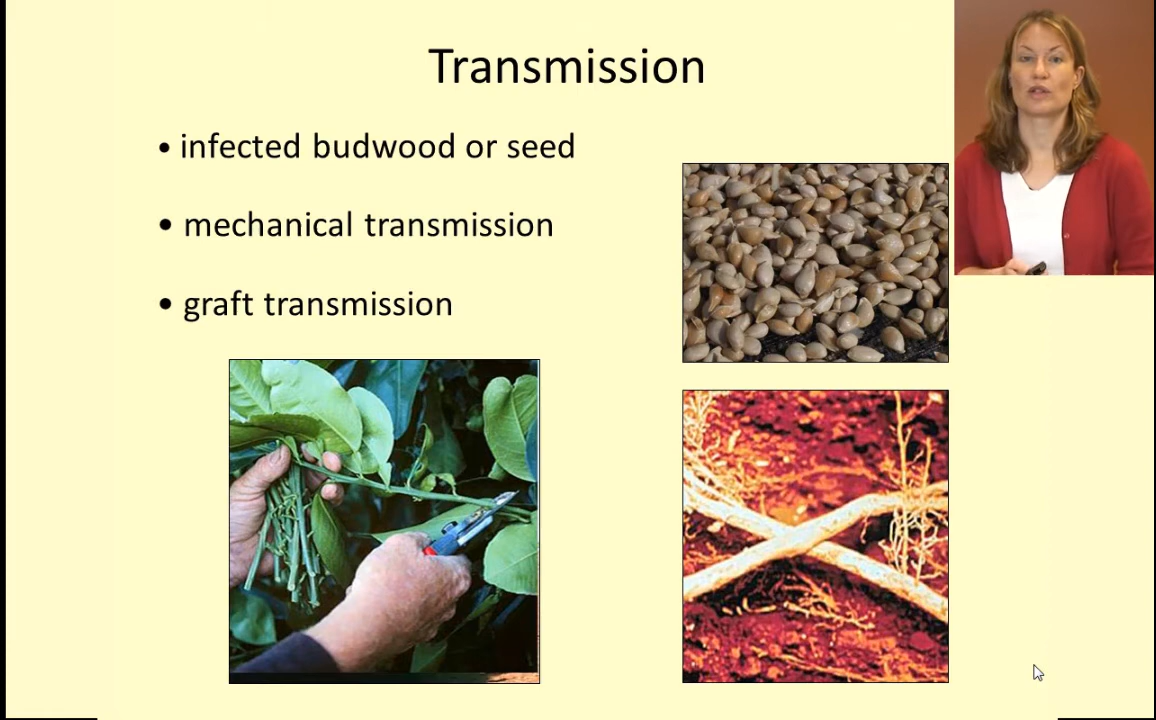 Transmission
• infected budwood or seed
• mechanical transmission
• graft transmission